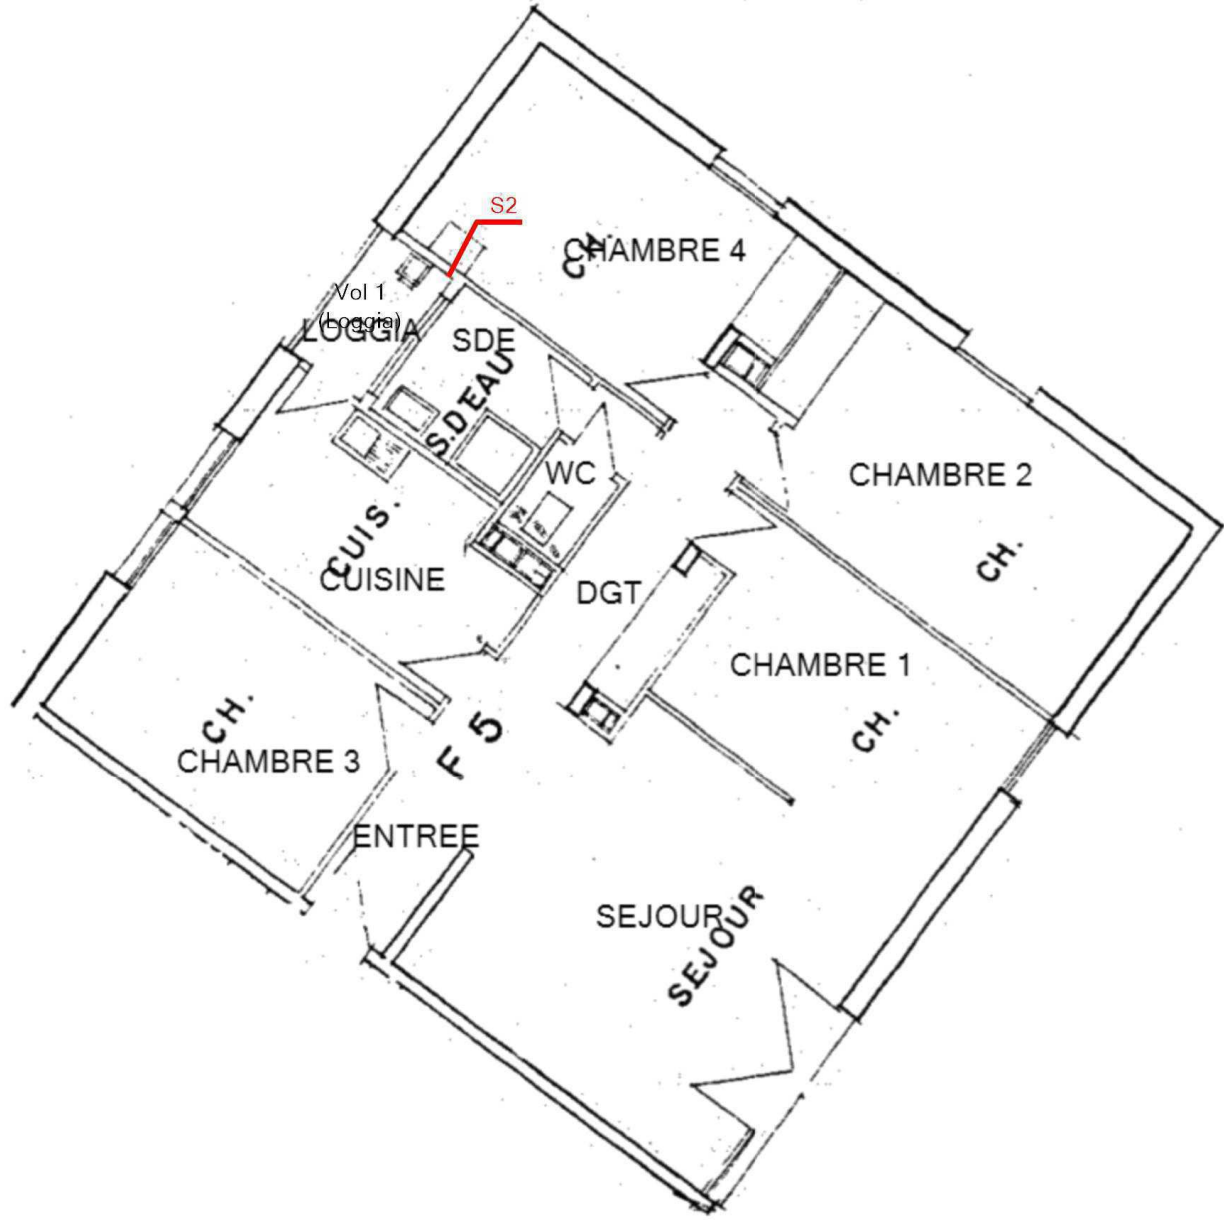 S2
CHAMBRE 4
CH.
Vol 1
(Loggia)
LOGGIA
SDE
S.D'EAU
WC
CHAMBRE 2
CH.
CUIS.
CUISINE
DGT
CHAMBRE 1
CH.
CH.
CHAMBRE 3
F 5
ENTREE
SEJOUR
SEJOUR